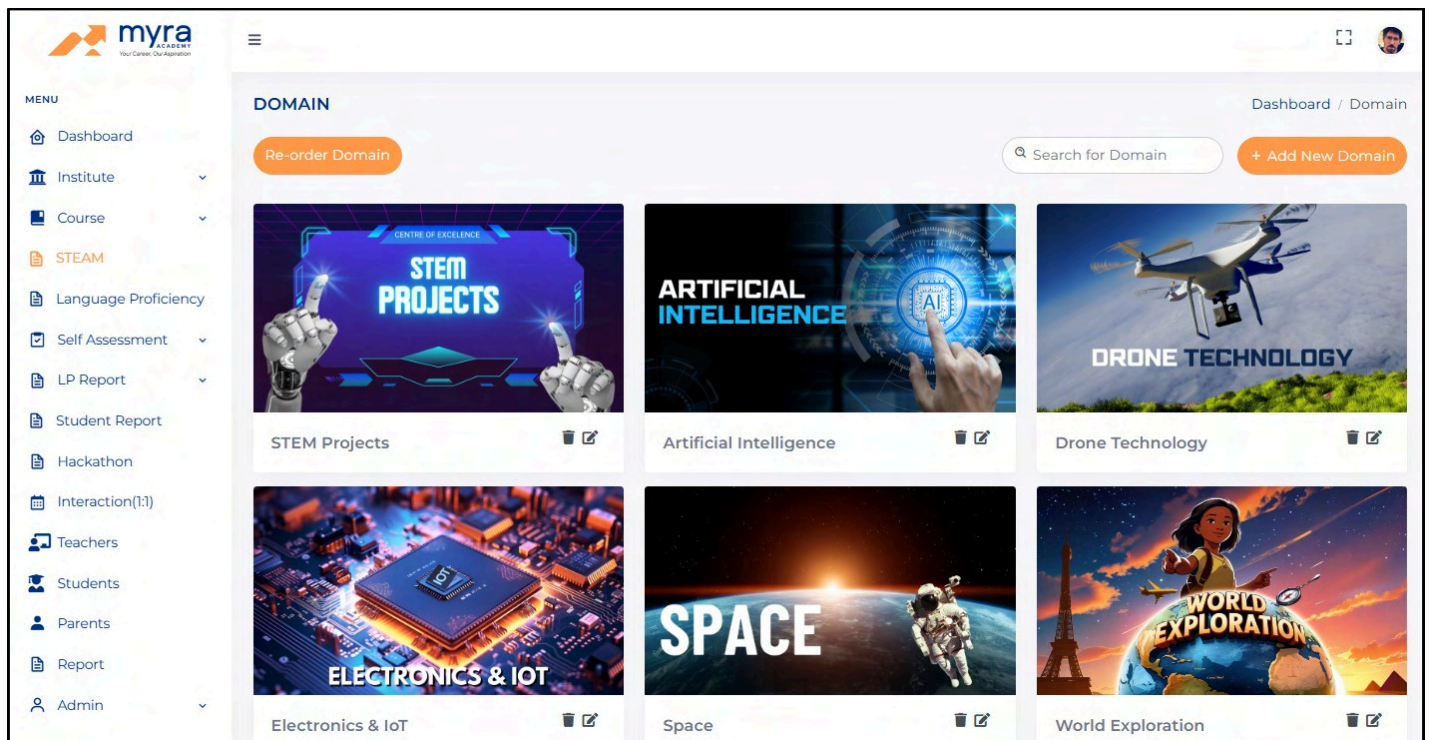 myra
ACADEMY
Your Career, Our Aspiration
MENU
Dashboard
Institute
Course
STEAM
Language Proficiency
Self Assessment
LP Report
Student Report
Hackathon
Interaction(1:1)
Teachers
Students
Parents
Report
Admin
DOMAIN
Dashboard / Domain
Re-order Domain
Search for Domain
+ Add New Domain
CENTRE OF EXCELENCE
STEM
PROJECTS
STEM Projects
ARTIFICIAL
INTELLIGENCE
AI
Artificial Intelligence
DRONE TECHNOLOGY
Drone Technology
IOT
ELECTRONICS & IOT
Electronics & IoT
SPACE
Space
WORLD
EXPLORATION
World Exploration